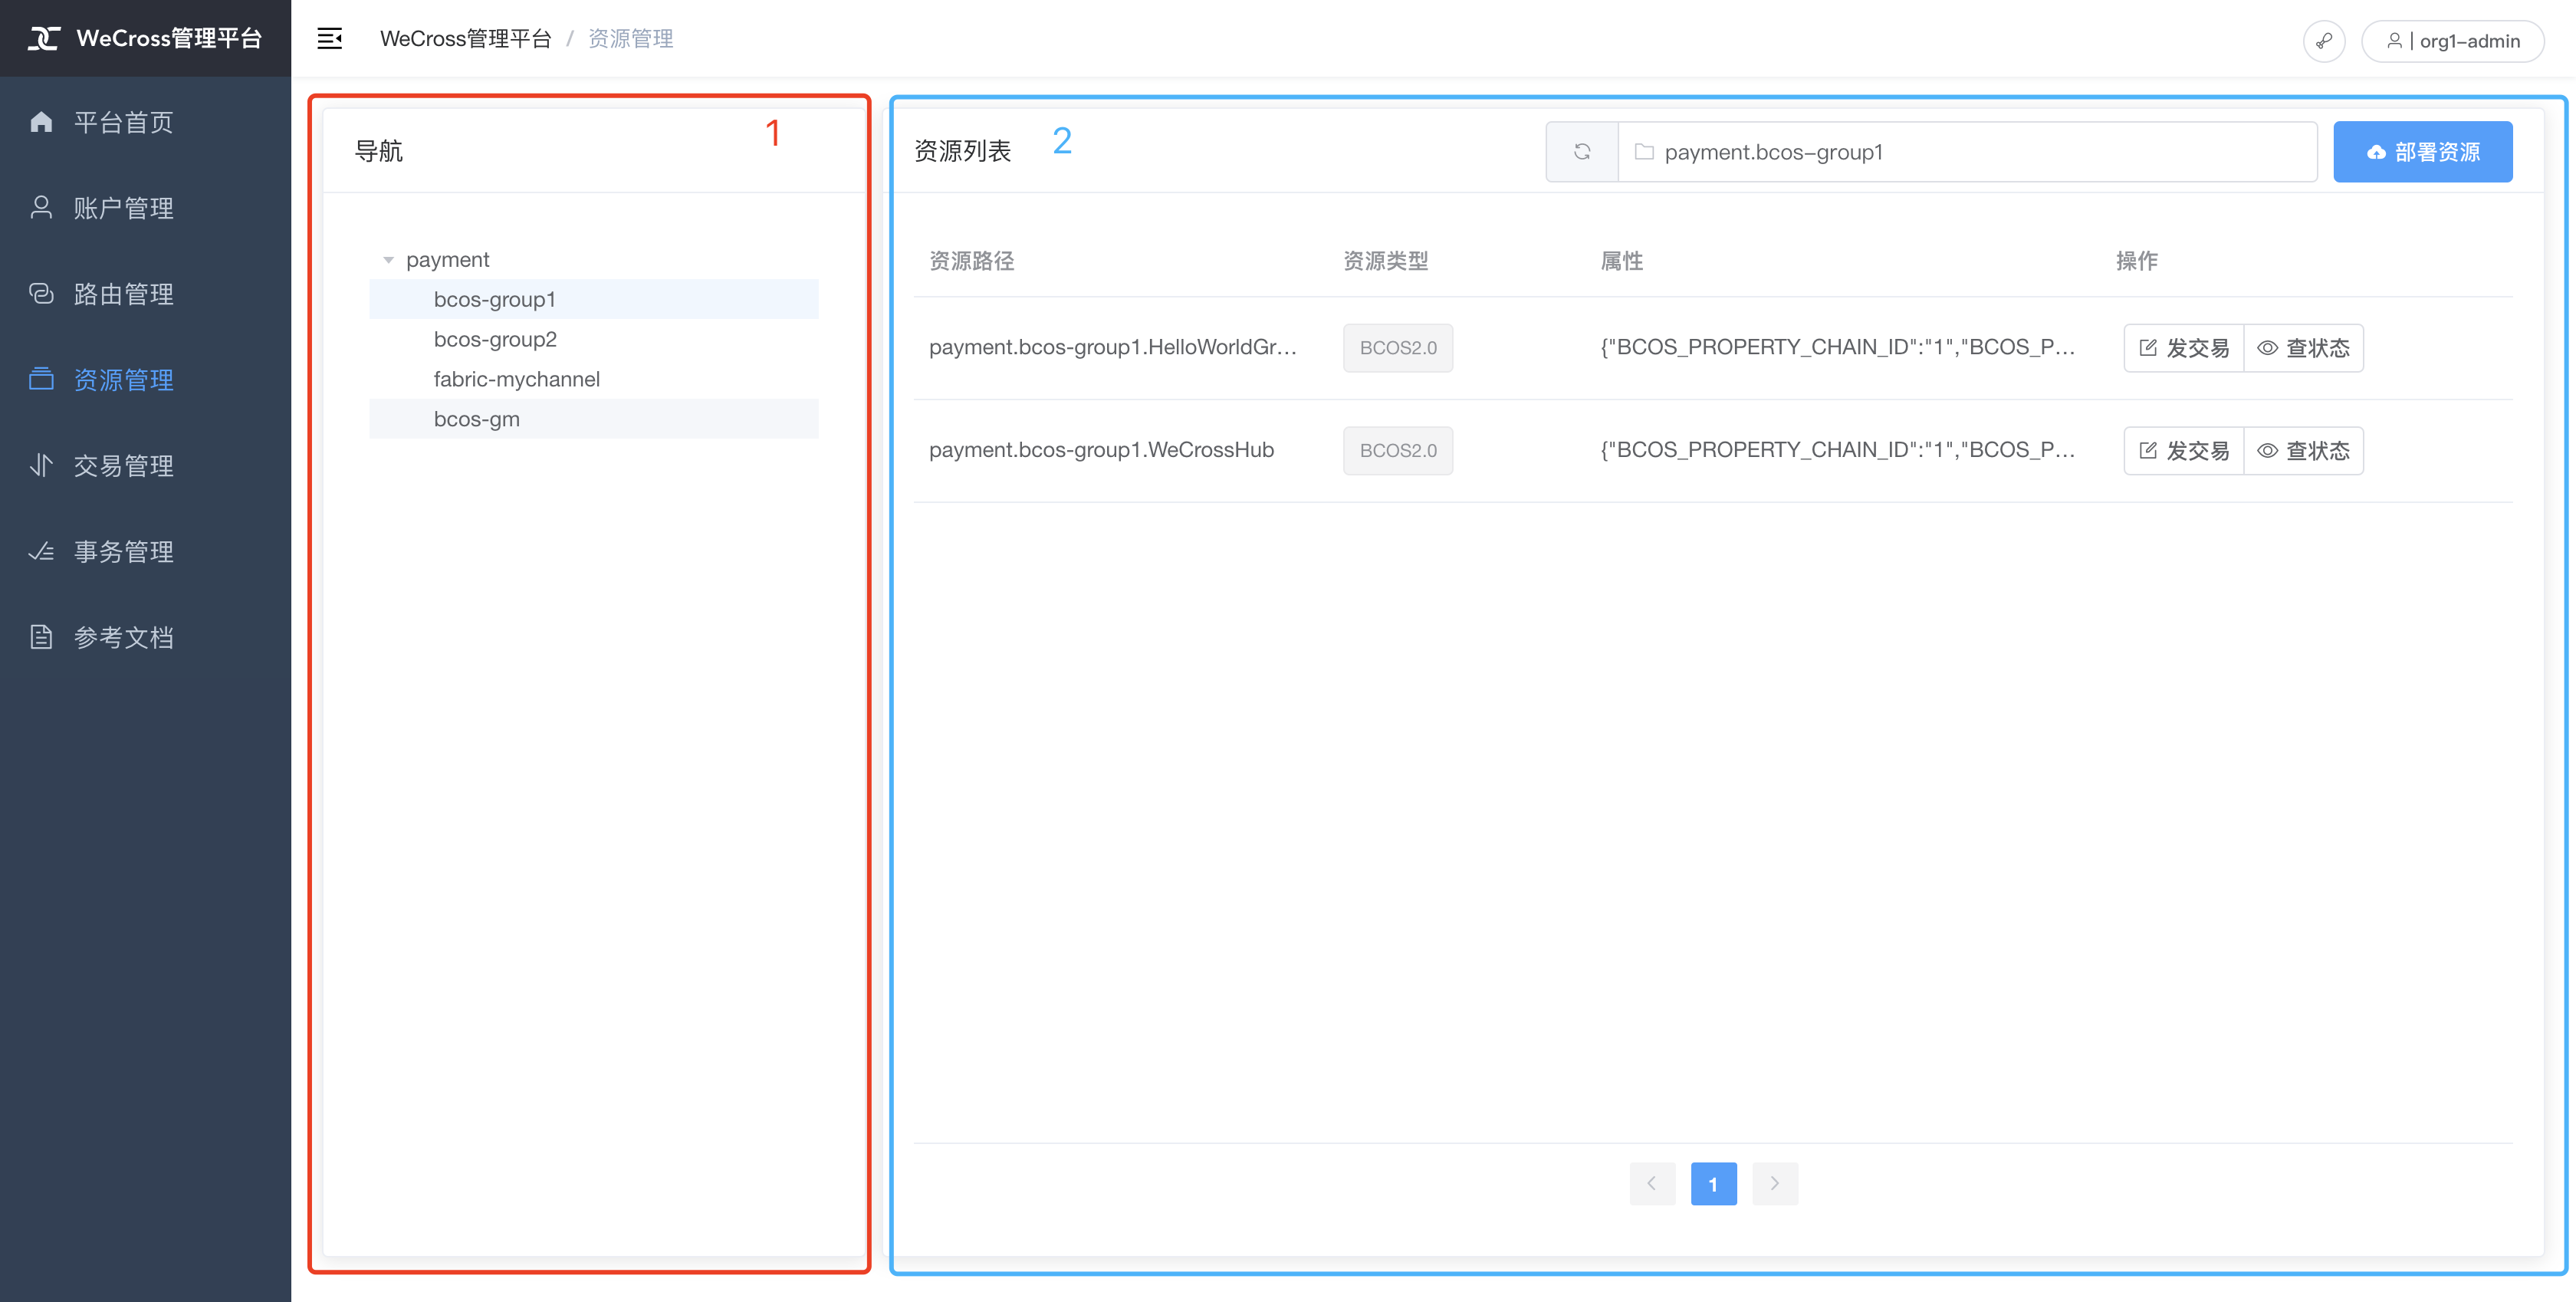 WeCross管理平台
WeCross管理平台 / 资源管理
org1-admin
平台首页
账户管理
路由管理
资源管理
交易管理
事务管理
参考文档
导航
1
payment
bcos-group1
bcos-group2
fabric-mychannel
bcos-gm
资源列表
2
payment.bcos-group1
部署资源
资源路径 资源类型 属性 操作
payment.bcos-group1.HelloWorldGr... BCOS2.0 {"BCOS_PROPERTY_CHAIN_ID":"1","BCOS_P... 发交易 查状态
payment.bcos-group1.WeCrossHub BCOS2.0 {"BCOS_PROPERTY_CHAIN_ID":"1","BCOS_P... 发交易 查状态
1